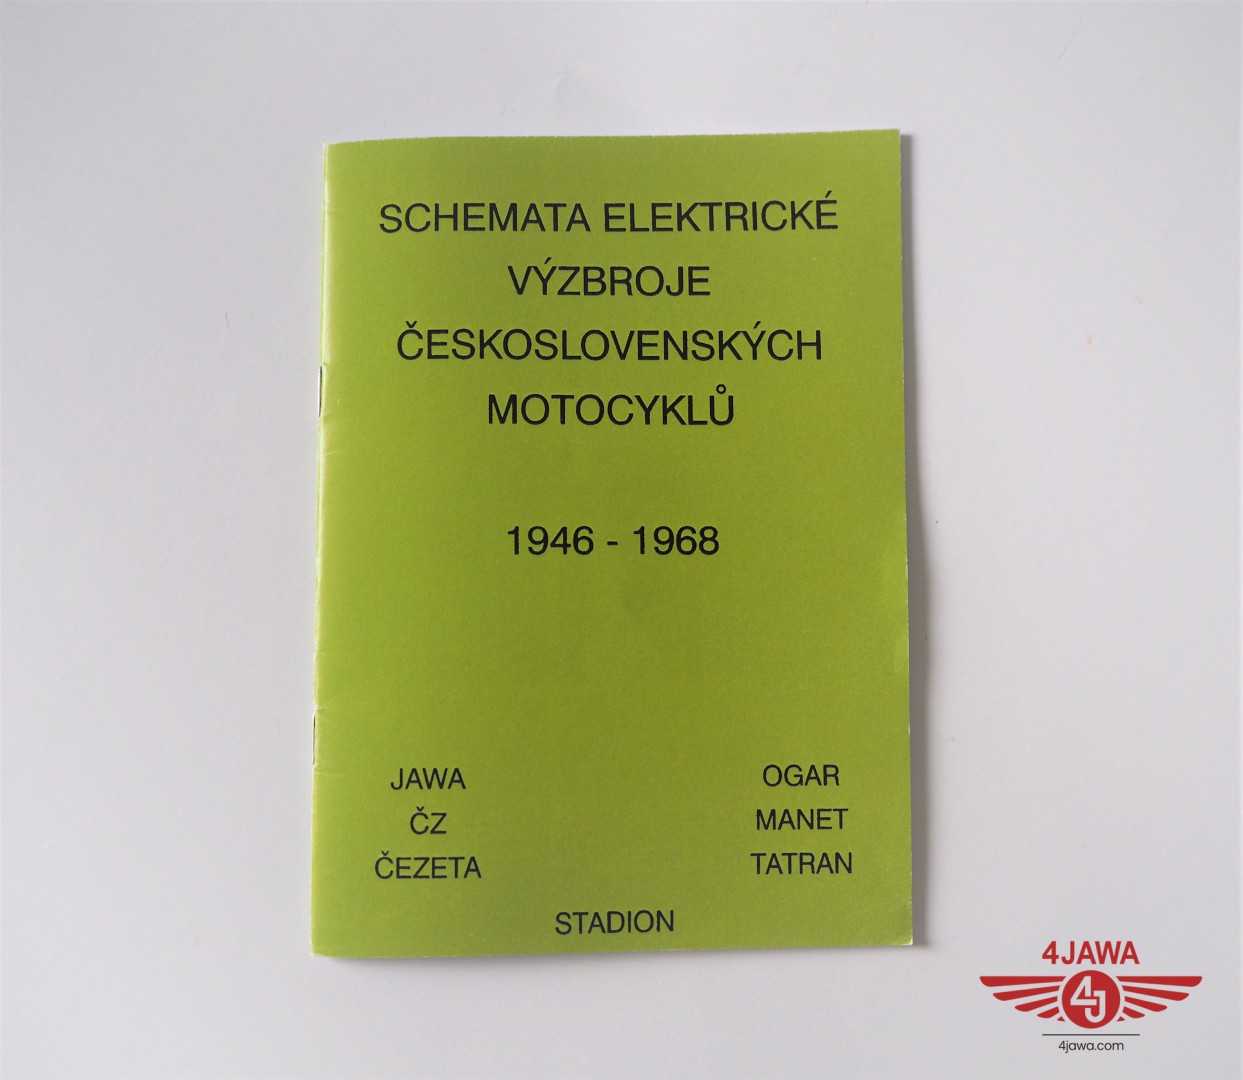 SCHEMATA ELEKTRICKÉ
VÝZBROJE
ČESKOSLOVENSKÝCH
MOTOCYKLŮ
1946 - 1968
JAWA
ČZ
ČEZETA
OGAR
MANET
TATRAN
STADION
4JAWA
4J
4jawa.com